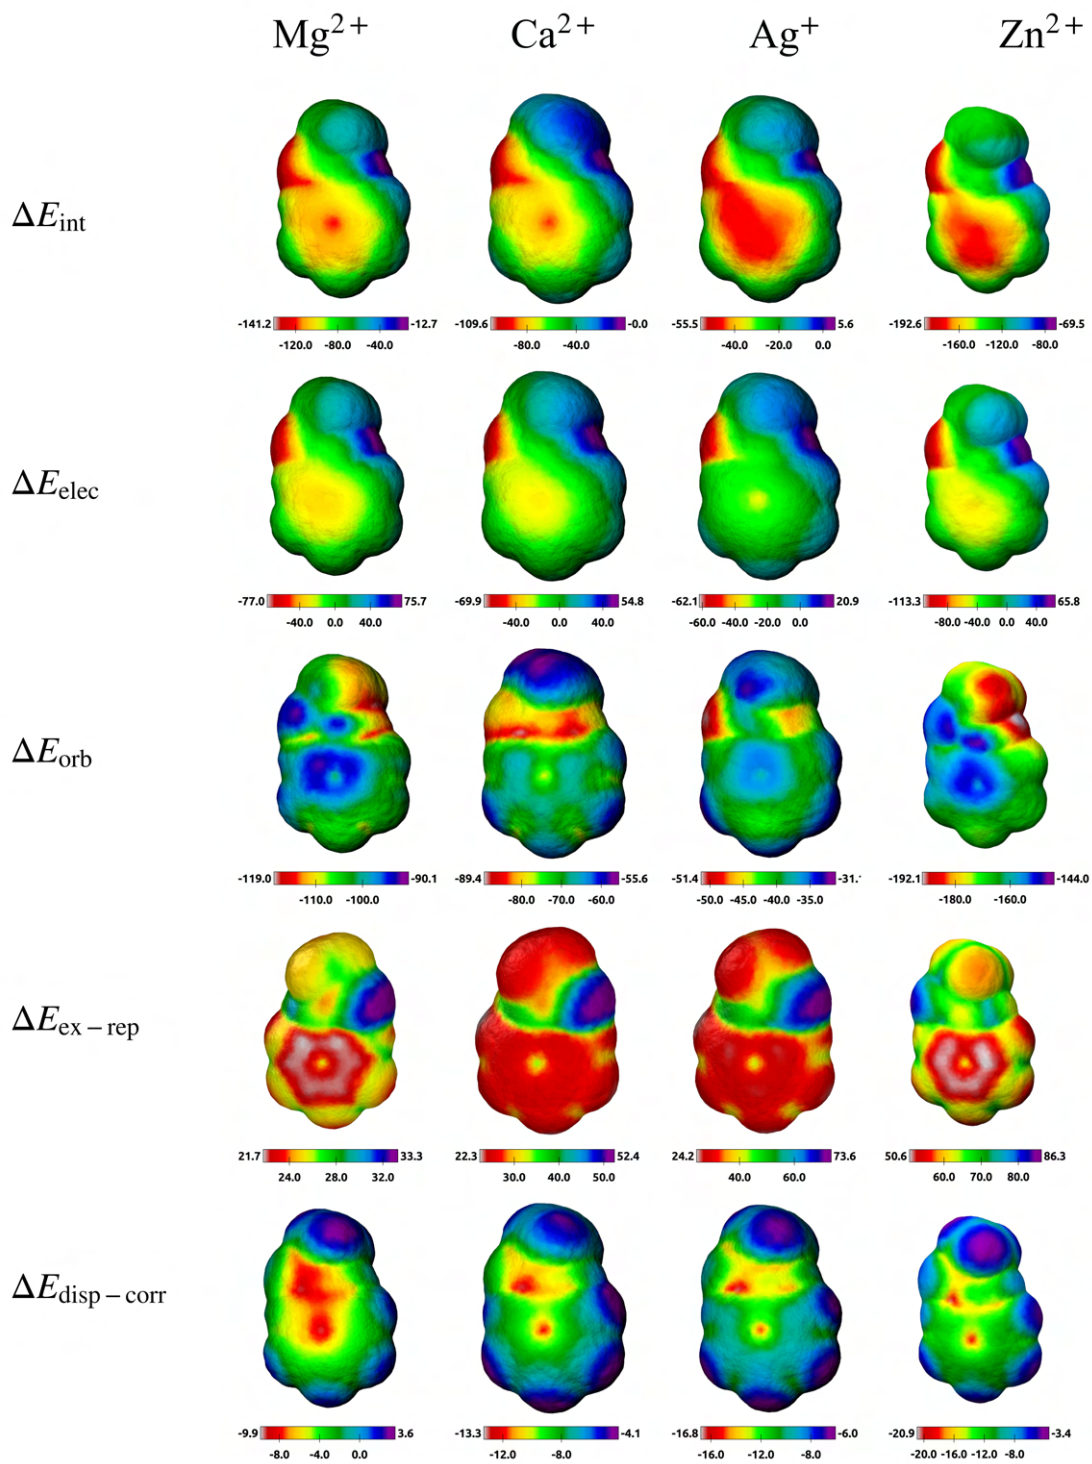 Mg²⁺ Ca²⁺ Ag⁺ Zn²⁺
ΔE_int
-141.2 -12.7 -109.6 -0.0 -55.5 5.6 -192.6 -69.5
-120.0 -80.0 -40.0 -80.0 -40.0 -40.0 -20.0 0.0 -160.0 -120.0 -80.0
ΔE_elec
-77.0 75.7 -69.9 54.8 -62.1 20.9 -113.3 65.8
-40.0 0.0 40.0 -40.0 0.0 40.0 -60.0 -40.0 -20.0 0.0 -80.0 -40.0 0.0 40.0
ΔE_orb
-119.0 -90.1 -89.4 -55.6 -51.4 -31. -192.1 -144.0
-110.0 -100.0 -80.0 -70.0 -60.0 -50.0 -45.0 -40.0 -35.0 -180.0 -160.0
ΔE_ex – rep
21.7 33.3 22.3 52.4 24.2 73.6 50.6 86.3
24.0 28.0 32.0 30.0 40.0 50.0 40.0 60.0 60.0 70.0 80.0
ΔE_disp – corr
-9.9 3.6 -13.3 -4.1 -16.8 -6.0 -20.9 -3.4
-8.0 -4.0 0.0 -12.0 -8.0 -16.0 -12.0 -8.0 -20.0 -16.0 -12.0 -8.0